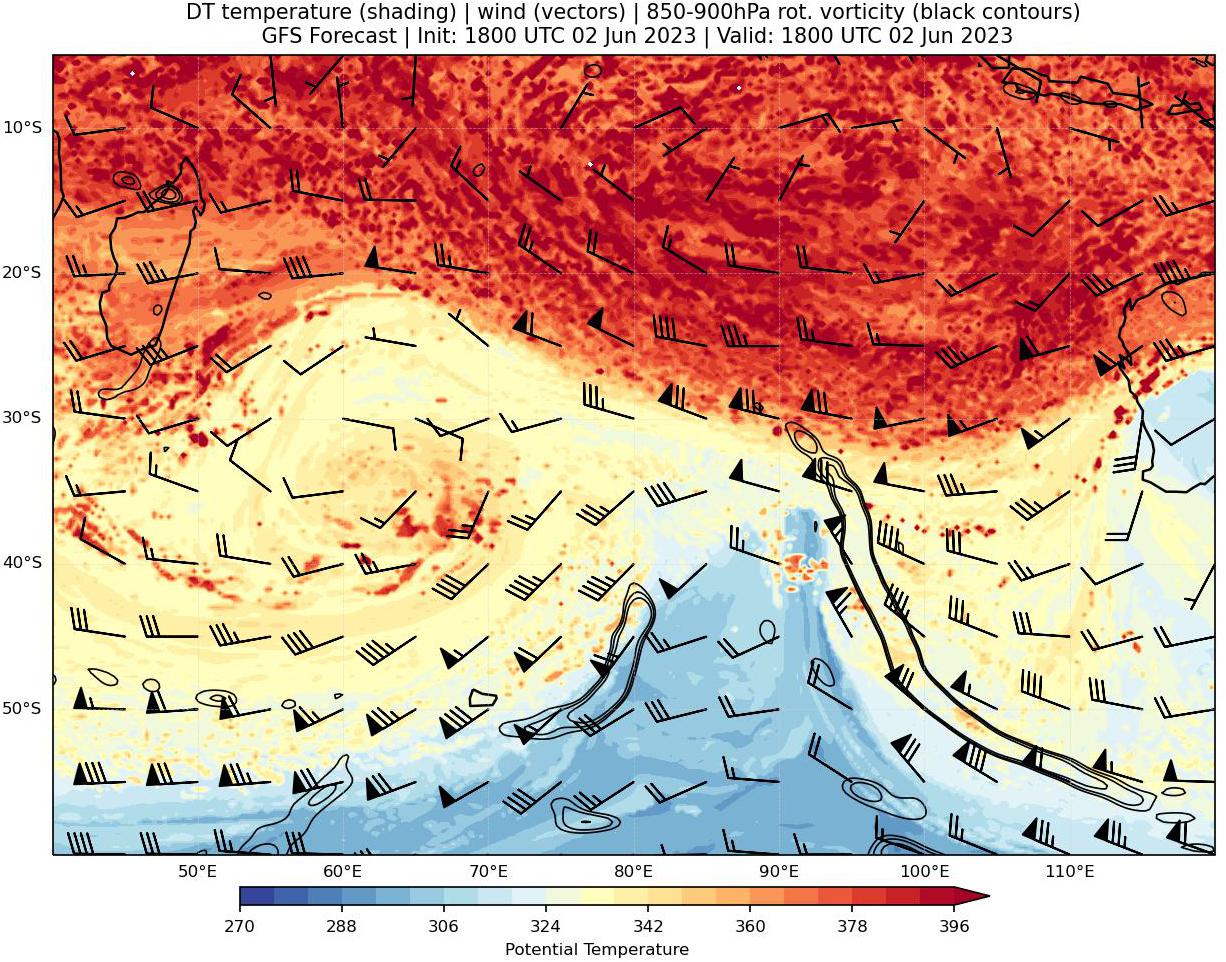 DT temperature (shading) | wind (vectors) | 850-900hPa rot. vorticity (black contours)
GFS Forecast | Init: 1800 UTC 02 Jun 2023 | Valid: 1800 UTC 02 Jun 2023
10°S
20°S
30°S
40°S
50°S
50°E 60°E 70°E 80°E 90°E 100°E 110°E
270 288 306 324 342 360 378 396
Potential Temperature